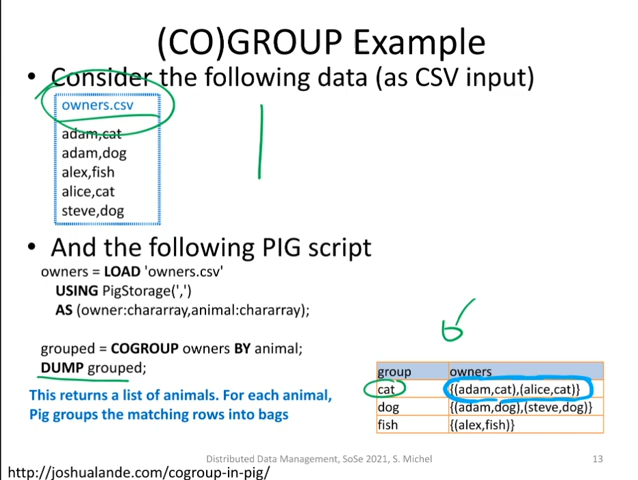 (CO)GROUP Example
• Consider the following data (as CSV input)
owners.csv
adam,cat
adam,dog
alex,fish
alice,cat
steve,dog
• And the following PIG script
owners = LOAD 'owners.csv'
USING PigStorage(',')
AS (owner:chararray,animal:chararray);
grouped = COGROUP owners BY animal;
DUMP grouped;
This returns a list of animals. For each animal,
Pig groups the matching rows into bags
group owners
cat {(adam,cat),(alice,cat)}
dog {(adam,dog),(steve,dog)}
fish {(alex,fish)}
Distributed Data Management, SoSe 2021, S. Michel 13
http://joshualande.com/cogroup-in-pig/